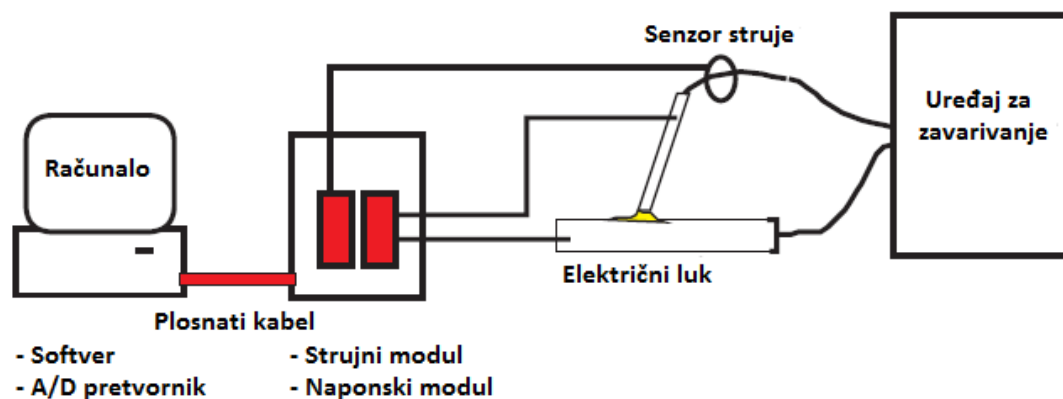 Senzor struje
Uređaj za
zavarivanje
Računalo
Električni luk
Plosnati kabel
- Softver
- A/D pretvornik
- Strujni modul
- Naponski modul